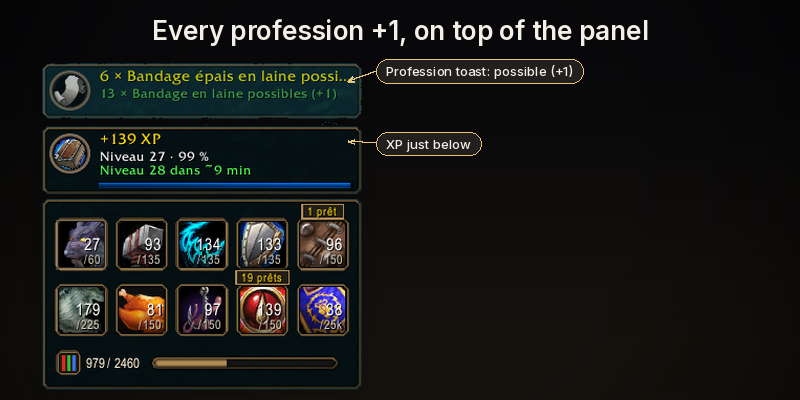 Every profession +1, on top of the panel
6 × Bandage épais en laine possi...
13 × Bandage en laine possibles (+1)
Profession toast: possible (+1)
+139 XP
Niveau 27 · 99 %
Niveau 28 dans ~9 min
XP just below
1 prêt
27
/60
93
/135
134
/135
133
/135
96
/150
19 prêts
179
/225
81
/150
97
/150
139
/150
38
/25k
979 / 2460